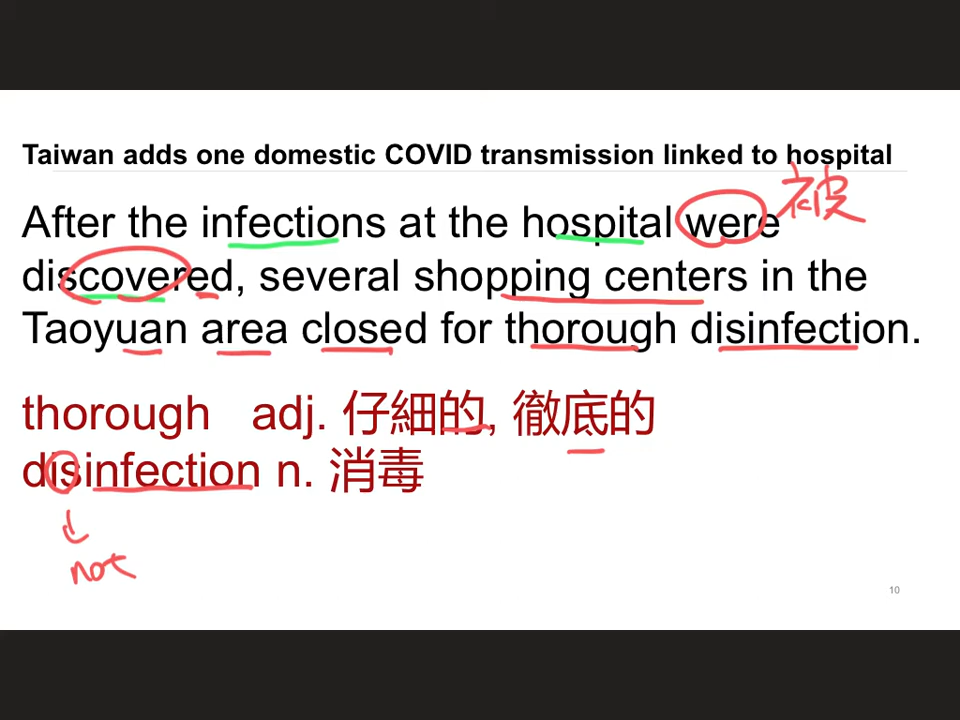 Taiwan adds one domestic COVID transmission linked to hospital
被
After the infections at the hospital were
discovered, several shopping centers in the
Taoyuan area closed for thorough disinfection.
thorough adj. 仔細的, 徹底的
disinfection n. 消毒
not
10